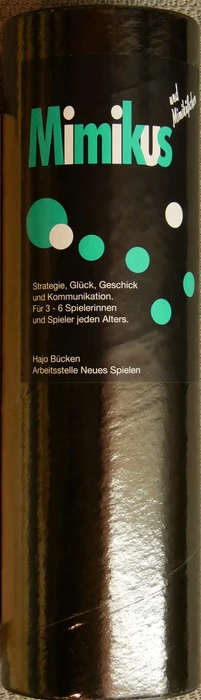 Mimikus
und
Strategie, Glück, Geschick
und Kommunikation.
Für 3 - 6 Spielerinnen
und Spieler jeden Alters.
Hajo Bücken
Arbeitsstelle Neues Spielen